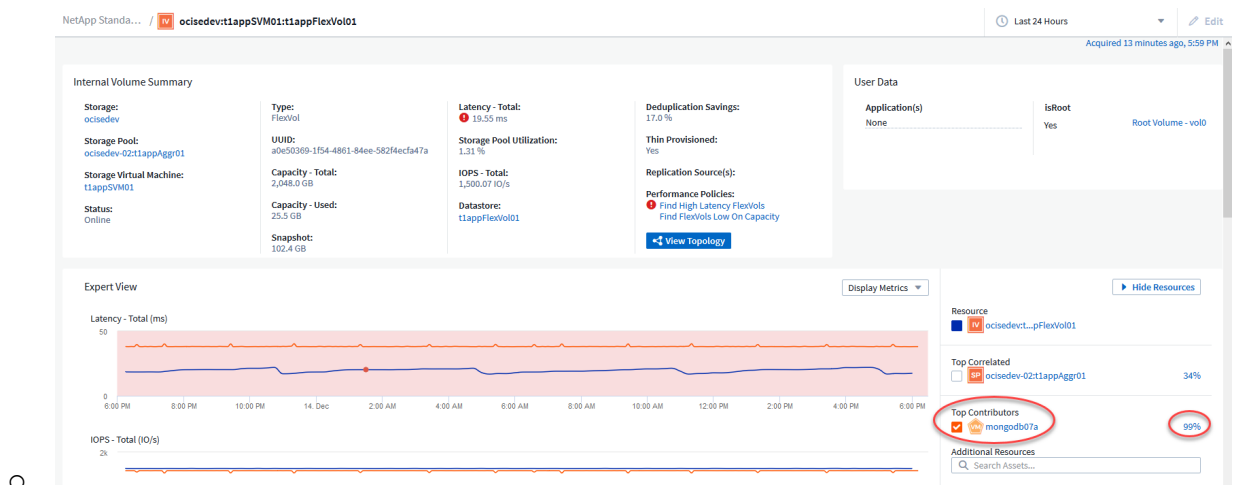 NetApp Standa... / IV ocisedev:t1appSVM01:t1appFlexVol01
Last 24 Hours
Edit
Acquired 13 minutes ago, 5:59 PM
Internal Volume Summary
Storage:
ocisedev
Storage Pool:
ocisedev-02:t1appAggr01
Storage Virtual Machine:
t1appSVM01
Status:
Online
Type:
FlexVol
UUID:
a0e50369-1f54-4861-84ee-582f4ecfa47a
Capacity - Total:
2,048.0 GB
Capacity - Used:
25.5 GB
Snapshot:
102.4 GB
Latency - Total:
19.55 ms
Storage Pool Utilization:
1.31 %
IOPS - Total:
1,500.07 IO/s
Datastore:
t1appFlexVol01
Deduplication Savings:
17.0 %
Thin Provisioned:
Yes
Replication Source(s):
Performance Policies:
Find High Latency FlexVols
Find FlexVols Low On Capacity
View Topology
User Data
Application(s)
None
isRoot
Yes
Root Volume - vol0
Expert View
Display Metrics
Latency - Total (ms)
50
0
6:00 PM 8:00 PM 10:00 PM 14. Dec 2:00 AM 4:00 AM 6:00 AM 8:00 AM 10:00 AM 12:00 PM 2:00 PM 4:00 PM 6:00 PM
IOPS - Total (IO/s)
2k
Hide Resources
Resource
IV ocisedev:t...pFlexVol01
Top Correlated
SP ocisedev-02:t1appAggr01 34%
Top Contributors
VM mongodb07a 99%
Additional Resources
Search Assets...